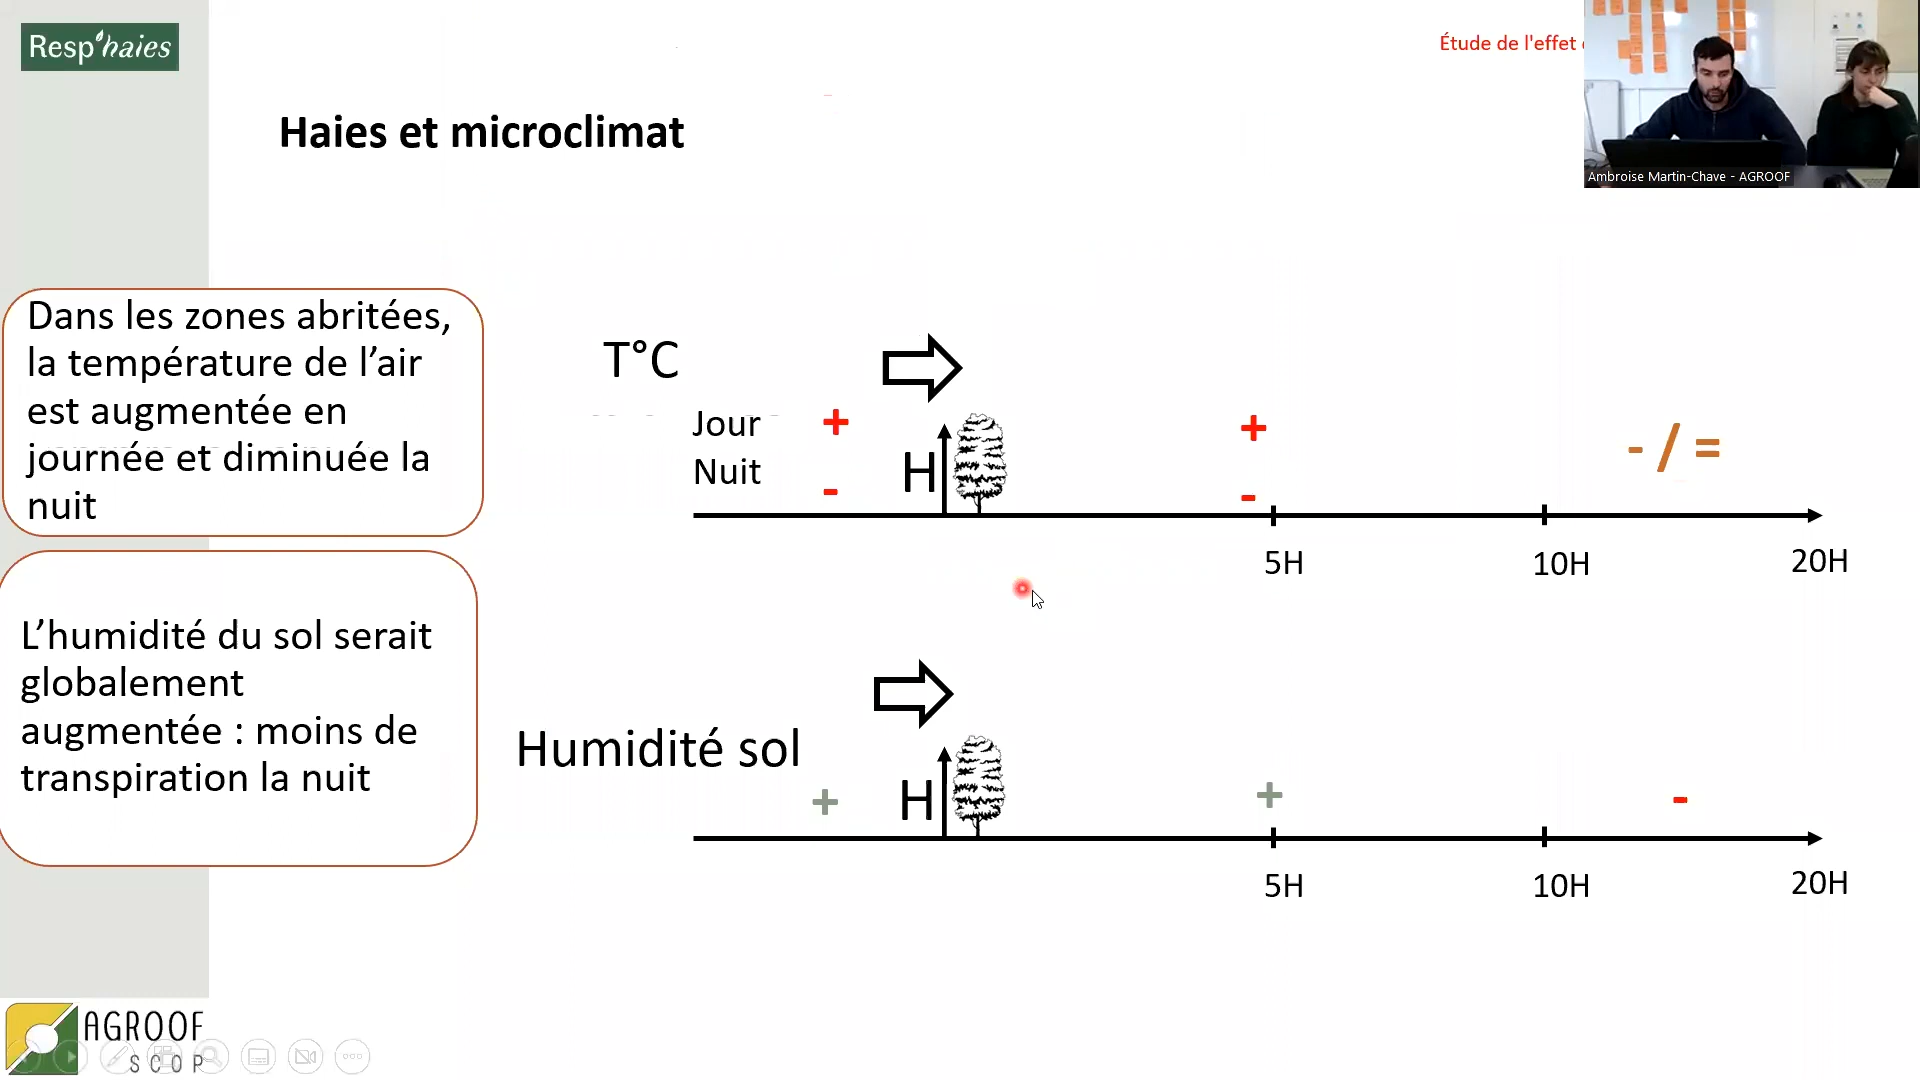 Resp'haies
Étude de l'effet
Ambroise Martin-Chave - AGROOF
Haies et microclimat
Dans les zones abritées,
la température de l’air
est augmentée en
journée et diminuée la
nuit
T°C
Jour + + - / =
Nuit - H -
5H 10H 20H
L’humidité du sol serait
globalement
augmentée : moins de
transpiration la nuit
Humidité sol
+ H + -
5H 10H 20H
AGROOF
SCOP